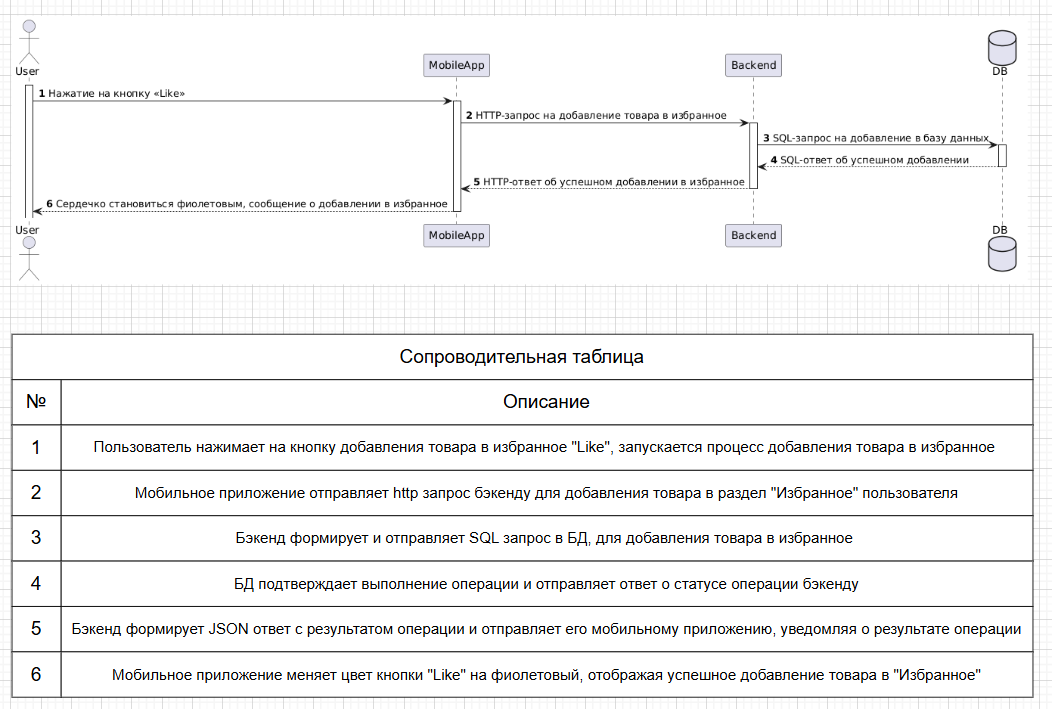 User
MobileApp
Backend
DB
1 Нажатие на кнопку «Like»
2 HTTP-запрос на добавление товара в избранное
3 SQL-запрос на добавление в базу данных
4 SQL-ответ об успешном добавлении
5 HTTP-ответ об успешном добавлении в избранное
6 Сердечко становиться фиолетовым, сообщение о добавлении в избранное
User
MobileApp
Backend
DB
Сопроводительная таблица
№ Описание
1 Пользователь нажимает на кнопку добавления товара в избранное "Like", запускается процесс добавления товара в избранное
2 Мобильное приложение отправляет http запрос бэкенду для добавления товара в раздел "Избранное" пользователя
3 Бэкенд формирует и отправляет SQL запрос в БД, для добавления товара в избранное
4 БД подтверждает выполнение операции и отправляет ответ о статусе операции бэкенду
5 Бэкенд формирует JSON ответ с результатом операции и отправляет его мобильному приложению, уведомляя о результате операции
6 Мобильное приложение меняет цвет кнопки "Like" на фиолетовый, отображая успешное добавление товара в "Избранное"